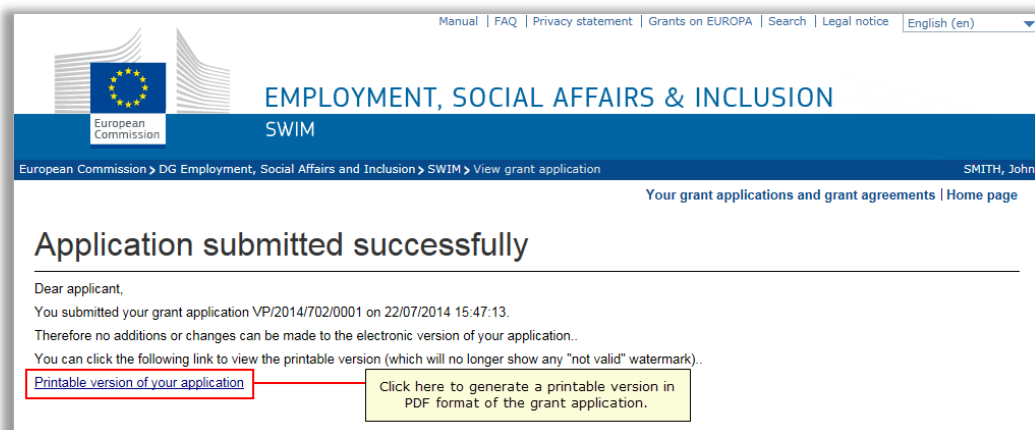 Manual | FAQ | Privacy statement | Grants on EUROPA | Search | Legal notice English (en)
European
Commission
EMPLOYMENT, SOCIAL AFFAIRS & INCLUSION
SWIM
European Commission > DG Employment, Social Affairs and Inclusion > SWIM > View grant application SMITH, John
Your grant applications and grant agreements | Home page
Application submitted successfully
Dear applicant,
You submitted your grant application VP/2014/702/0001 on 22/07/2014 15:47:13.
Therefore no additions or changes can be made to the electronic version of your application..
You can click the following link to view the printable version (which will no longer show any "not valid" watermark)..
Printable version of your application
Click here to generate a printable version in
PDF format of the grant application.